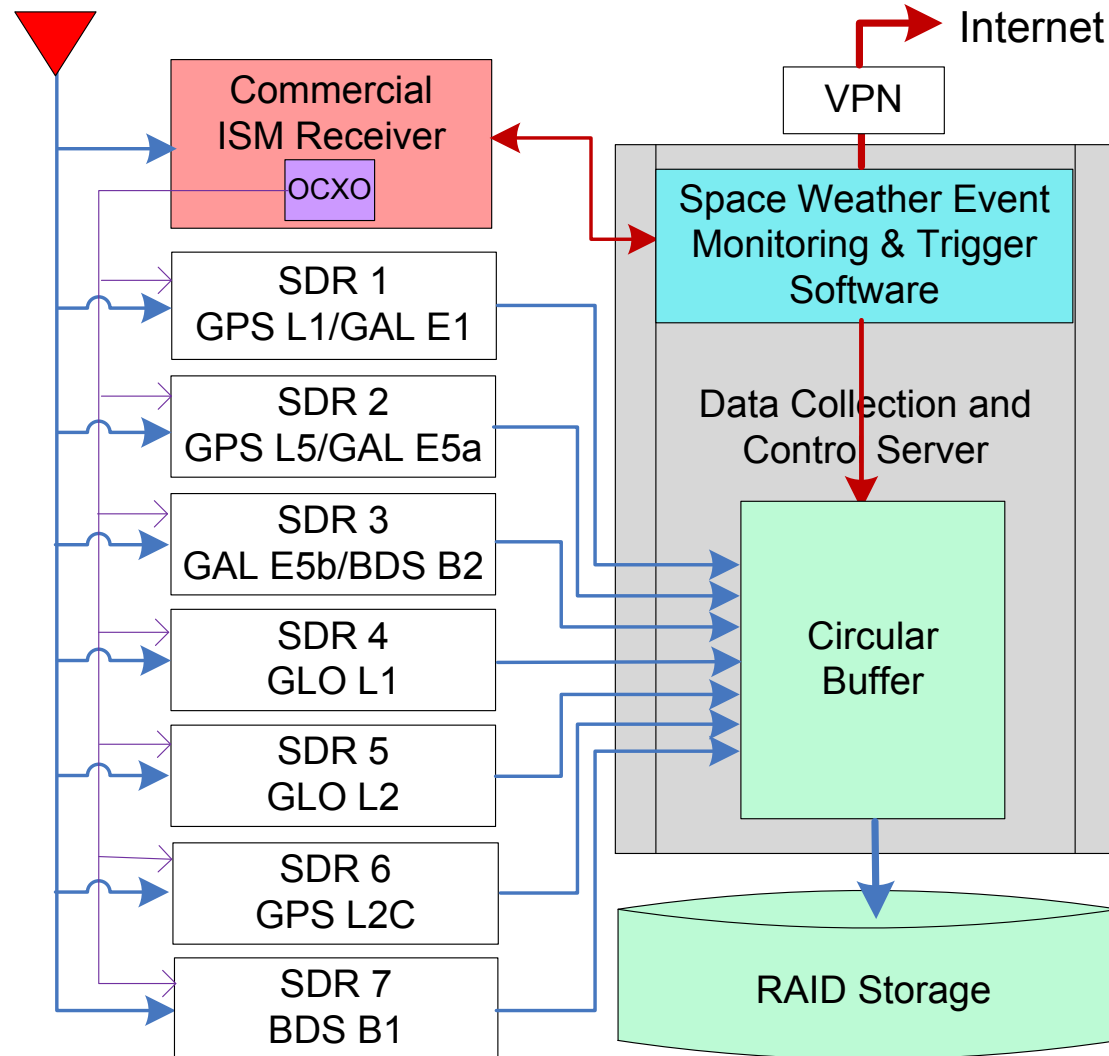 Internet
VPN
Commercial
ISM Receiver
OCXO
Space Weather Event
Monitoring & Trigger
Software
SDR 1
GPS L1/GAL E1
SDR 2
GPS L5/GAL E5a
Data Collection and
Control Server
SDR 3
GAL E5b/BDS B2
SDR 4
GLO L1
Circular
Buffer
SDR 5
GLO L2
SDR 6
GPS L2C
SDR 7
BDS B1
RAID Storage